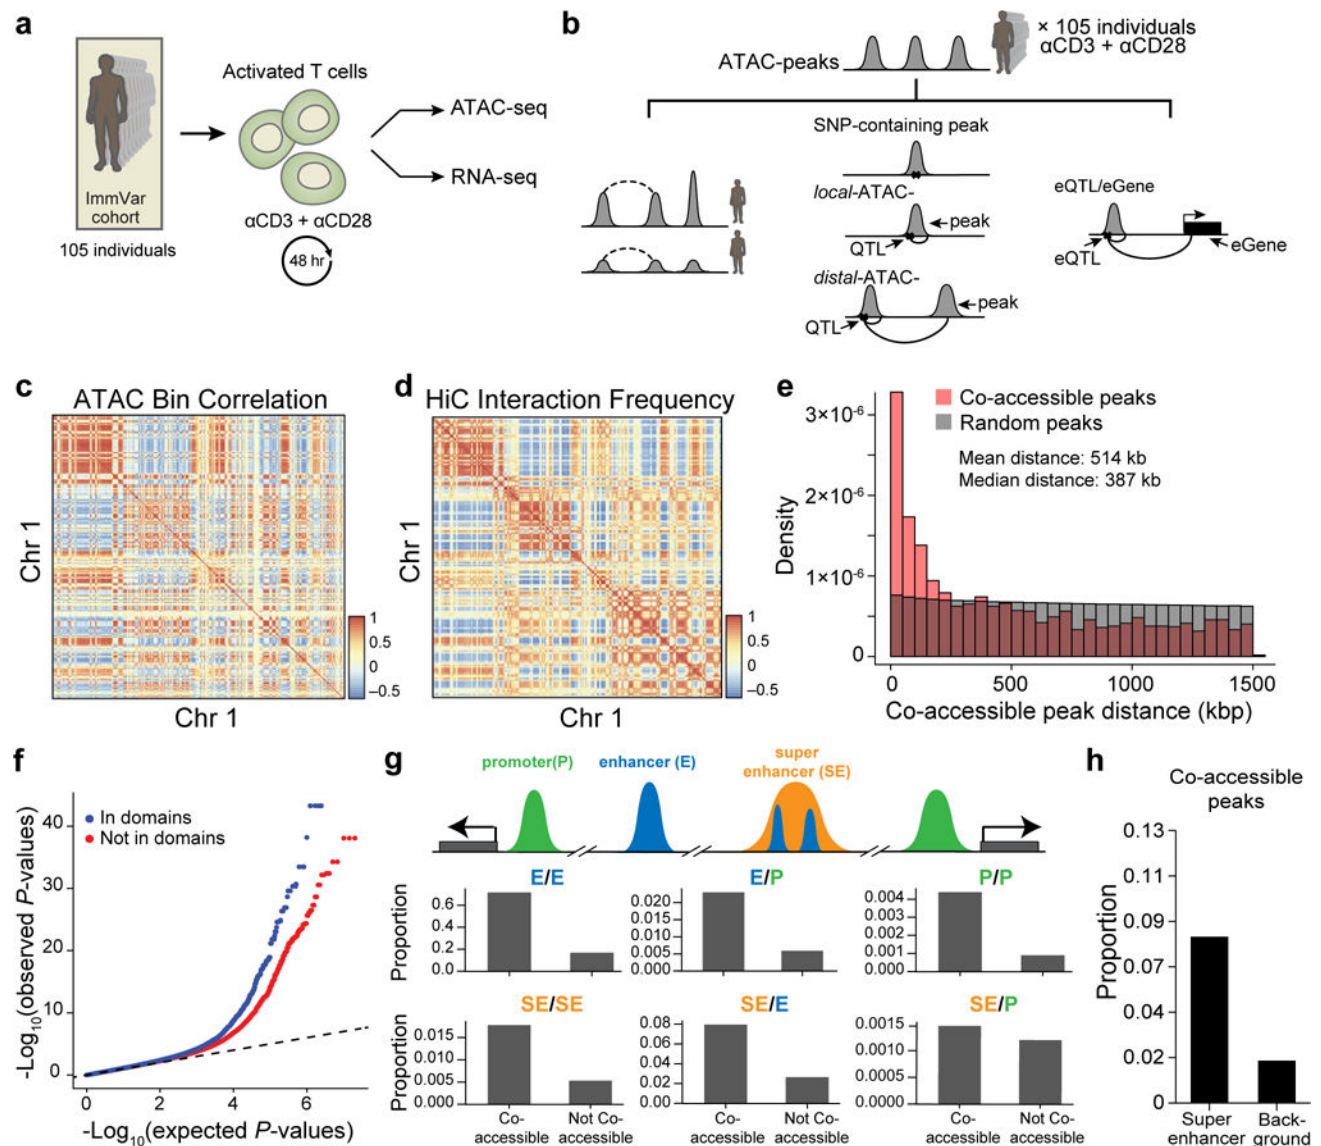 a
Activated T cells
ATAC-seq
RNA-seq
ImmVar
cohort
105 individuals
αCD3 + αCD28
48 hr
b
ATAC-peaks
× 105 individuals
αCD3 + αCD28
SNP-containing peak
local-ATAC-
peak
QTL
distal-ATAC-
peak
QTL
eQTL/eGene
eQTL
eGene
c
ATAC Bin Correlation
Chr 1
Chr 1
1
0.5
0
–0.5
d
HiC Interaction Frequency
Chr 1
Chr 1
1
0.5
0
–0.5
e
Co-accessible peaks
Random peaks
Mean distance: 514 kb
Median distance: 387 kb
Density
3×10⁻⁶
2×10⁻⁶
1×10⁻⁶
0
0 500 1000 1500
Co-accessible peak distance (kbp)
f
In domains
Not in domains
-Log₁₀(observed P-values)
40
30
20
10
0
0 2 4 6
-Log₁₀(expected P-values)
g
promoter(P)
enhancer (E)
super
enhancer (SE)
E/E
Proportion
0.6
0.4
0.2
0.0
E/P
0.020
0.015
0.010
0.005
0.000
P/P
0.004
0.003
0.002
0.001
0.000
SE/SE
Proportion
0.015
0.010
0.005
0.000
Co-
accessible
Not Co-
accessible
SE/E
0.08
0.06
0.04
0.02
0.00
Co-
accessible
Not Co-
accessible
SE/P
0.0015
0.0010
0.0005
0.0000
Co-
accessible
Not Co-
accessible
h
Co-accessible
peaks
Proportion
0.13
0.11
0.09
0.07
0.04
0.02
0
Super
enhancer
Back-
ground